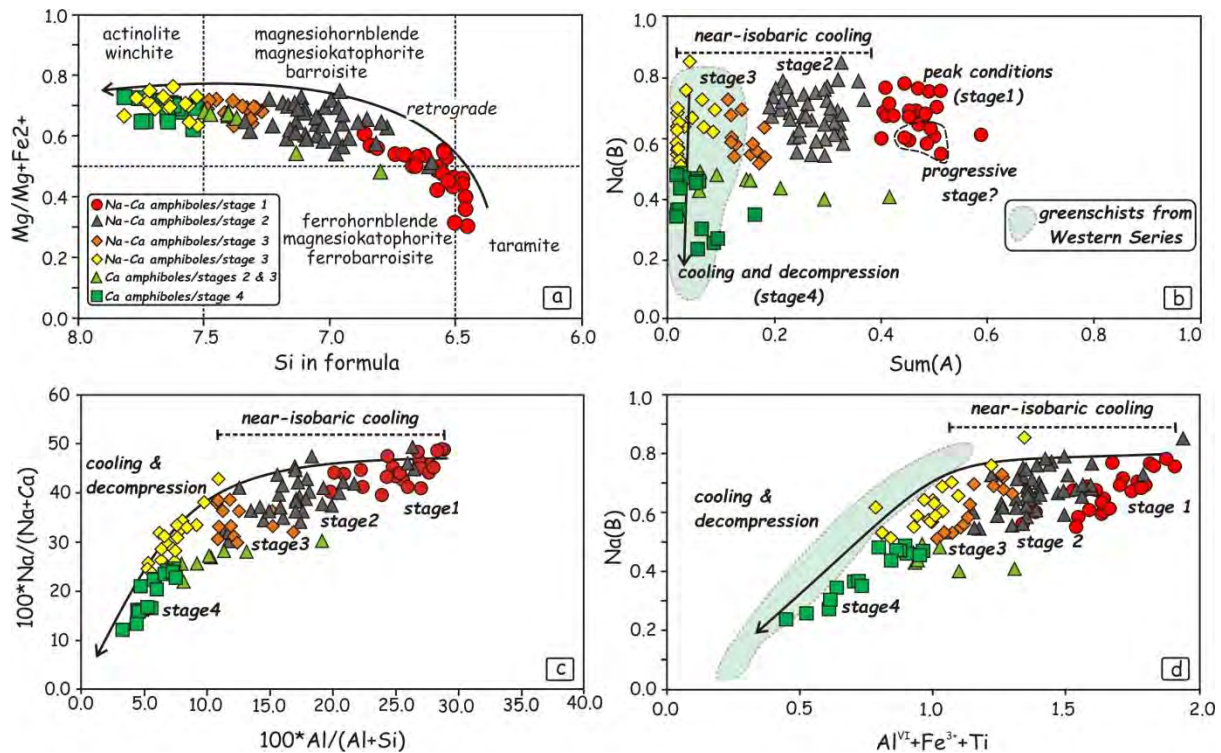 1.0
0.8
0.6
0.4
0.2
0.0
Mg/Mg+Fe2+
actinolite
winchite
magnesiohornblende
magnesiokatophorite
barroisite
retrograde
ferrohornblende
magnesiokatophorite
ferrobarroisite
taramite
Na-Ca amphiboles/stage 1
Na-Ca amphiboles/stage 2
Na-Ca amphiboles/stage 3
Na-Ca amphiboles/stage 3
Ca amphiboles/stages 2 & 3
Ca amphiboles/stage 4
a
8.0 7.5 7.0 6.5 6.0
Si in formula
1.0
0.8
0.6
0.4
0.2
0.0
Na(B)
near-isobaric cooling
stage3
stage2
peak conditions
(stage1)
progressive
stage?
greenschists from
Western Series
cooling and decompression
(stage4)
b
0.0 0.2 0.4 0.6 0.8 1.0
Sum(A)
60
50
40
30
20
10
0.0
100*Na/(Na+Ca)
near-isobaric cooling
cooling &
decompression
stage1
stage2
stage3
stage4
c
0.0 5.0 10.0 15.0 20.0 25.0 30.0 40.0
100*Al/(Al+Si)
1.0
0.8
0.6
0.4
0.2
0.0
Na(B)
near-isobaric cooling
cooling &
decompression
stage 1
stage 2
stage3
stage4
d
0.0 0.5 1.0 1.5 2.0
Al^VI+Fe³⁺+Ti